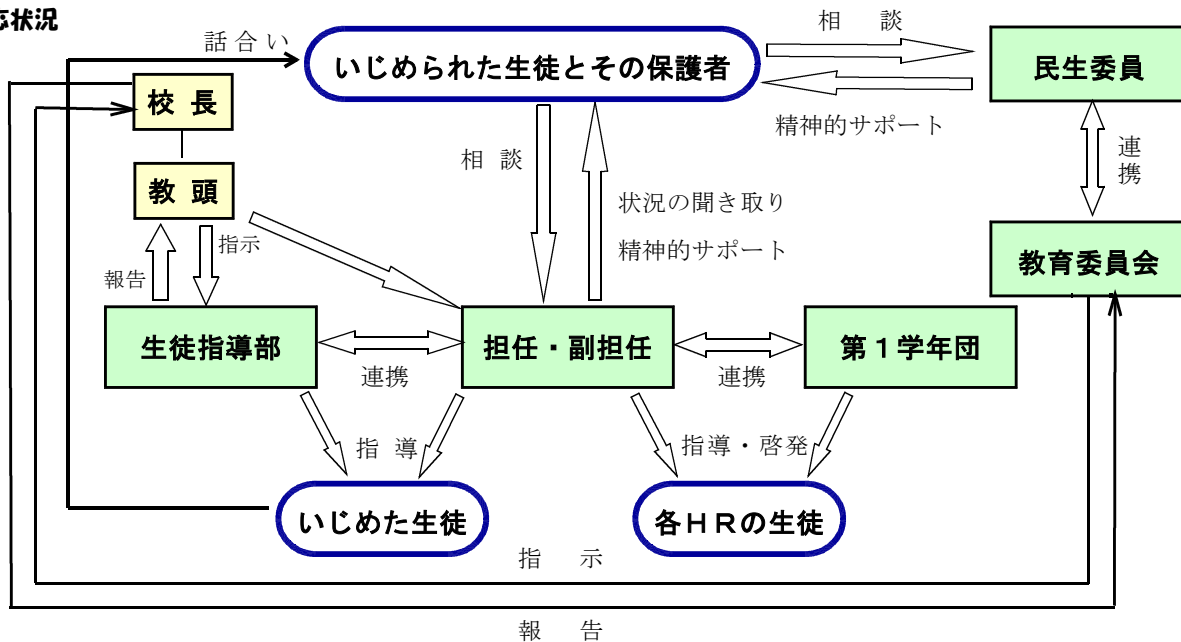 応状況
話合い
相　談
いじめられた生徒とその保護者
民生委員
校 長
精神的サポート
相 談
連携
教 頭
状況の聞き取り
精神的サポート
指示
報告
教育委員会
生徒指導部
担任・副担任
第１学年団
連携
連携
指 導
指導・啓発
いじめた生徒
各ＨＲの生徒
指　示
報　告